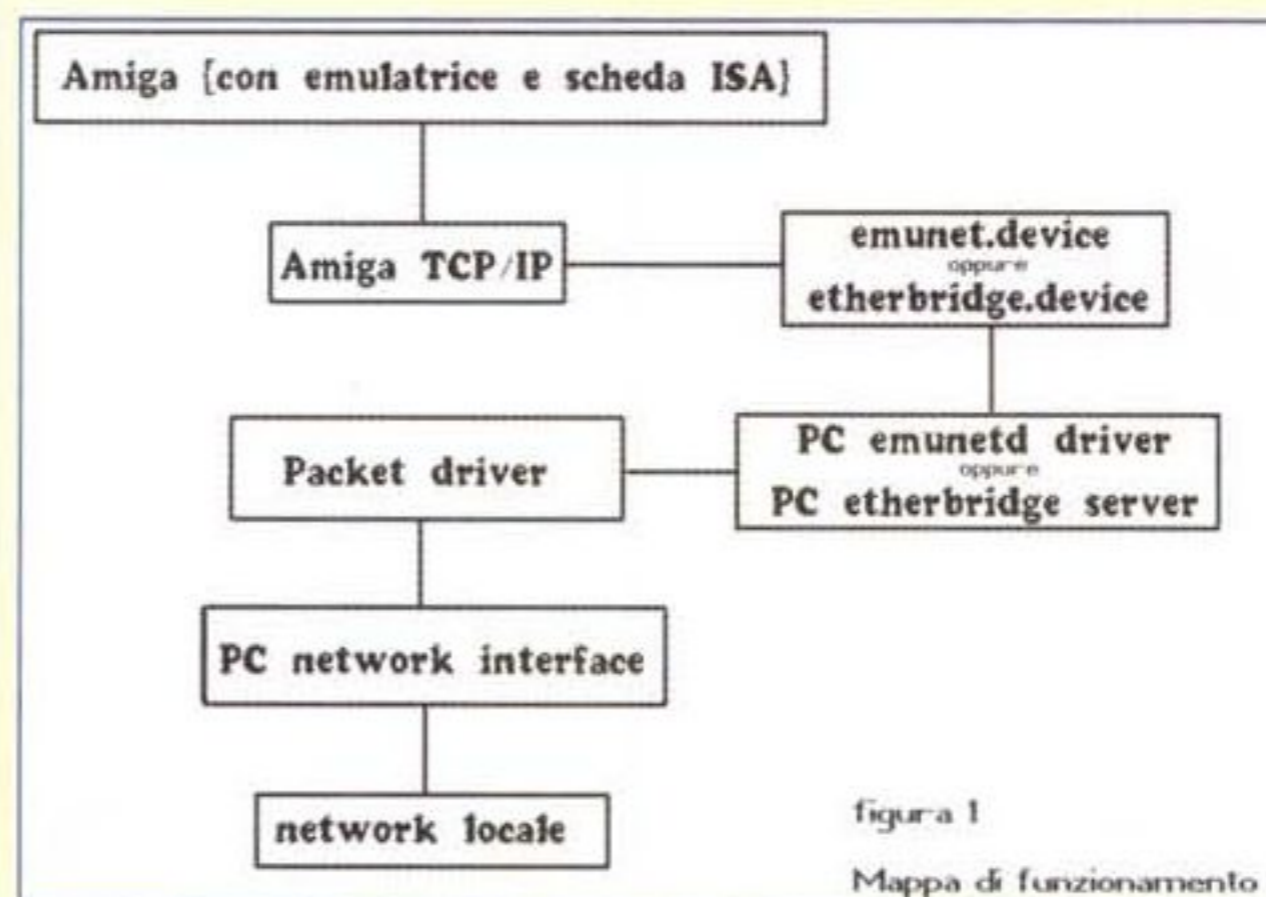 Amiga {con emulatrice e scheda ISA}
Amiga TCP/IP
emunet.device
oppure
etherbridge.device
Packet driver
PC emunetd driver
oppure
PC etherbridge server
PC network interface
network locale
figura 1
Mappa di funzionamento